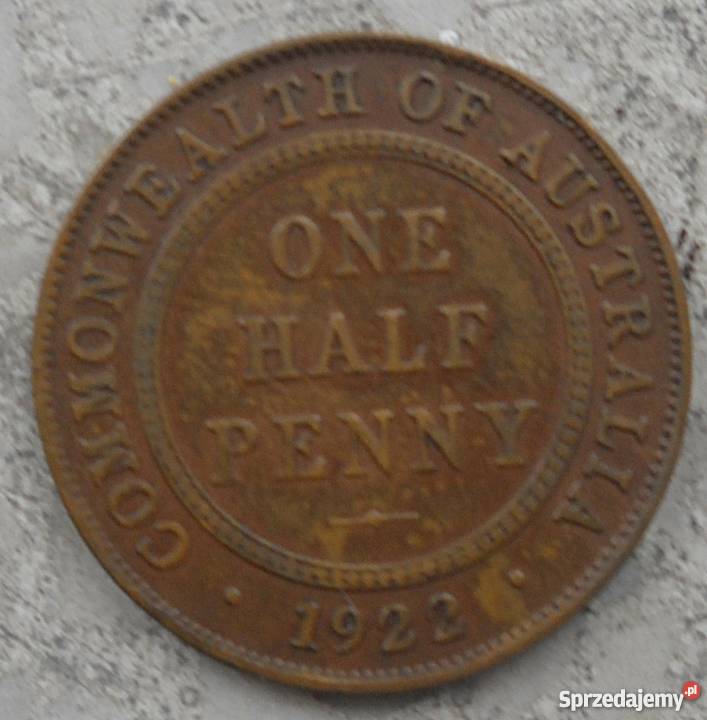 COMMONWEALTH OF AUSTRALIA
ONE
HALF
PENNY
· 1922 ·
Sprzedajemy.pl